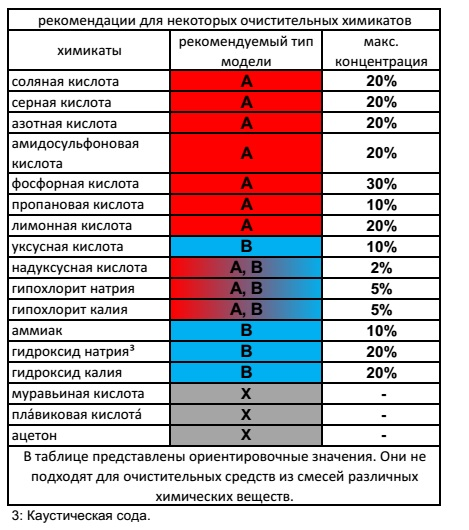 рекомендации для некоторых очистительных химикатов
химикаты рекомендуемый тип модели макс. концентрация
соляная кислота A 20%
серная кислота A 20%
азотная кислота A 20%
амидосульфоновая кислота A 20%
фосфорная кислота A 30%
пропановая кислота A 10%
лимонная кислота A 20%
уксусная кислота B 10%
надуксусная кислота A, B 2%
гипохлорит натрия A, B 5%
гипохлорит калия A, B 5%
аммиак B 10%
гидроксид натрия³ B 20%
гидроксид калия B 20%
муравьиная кислота X -
пла́виковая кислота́ X -
ацетон X -
В таблице представлены ориентировочные значения. Они не
подходят для очистительных средств из смесей различных
химических веществ.
3: Каустическая сода.